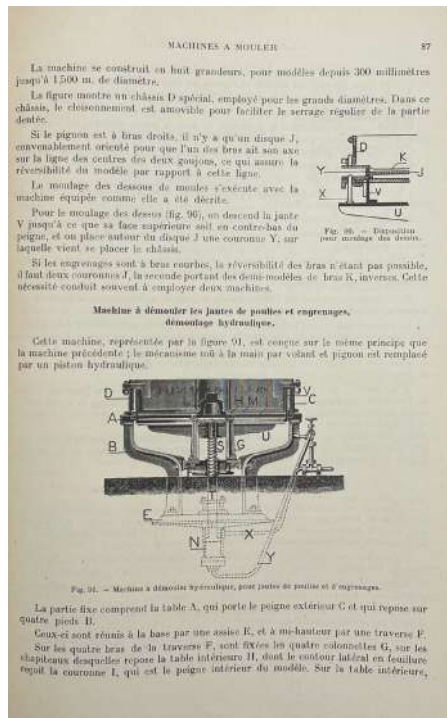 MACHINES A MOULER 87
La machine se construit en huit grandeurs, pour modèles depuis 300 millimètres
jusqu'à 1.500 m. de diamètre.
La figure montre un châssis D spécial, employé pour les grands diamètres. Dans ce
châssis, le cloisonnement est amovible pour faciliter le serrage régulier de la partie
dentée.
Si le pignon est à bras droits, il n'y a qu'un disque J,
convenablement orienté pour que l'un des bras ait son axe
sur la ligne des centres des deux goujons, ce qui assure la
réversibilité du modèle par rapport à cette ligne.
Le moulage des dessous de moules s'exécute avec la
machine équipée comme elle a été décrite.
Pour le moulage des dessus (fig. 90), on descend la jante
V jusqu'à ce que sa face supérieure soit en contre-bas du
peigne, et on place autour du disque J une couronne Y, sur
laquelle vient se placer le châssis.
D
K
Y
J
X
V
U
Fig. 90. — Disposition
pour moulage des dessus.
Si les engrenages sont à bras courbes, la réversibilité des bras n'étant pas possible,
il faut deux couronnes J, la seconde portant des demi-modèles de bras K, inverses. Cette
nécessité conduit souvent à employer deux machines.
Machine à démouler les jantes de poulies et engrenages,
démoulage hydraulique.
Cette machine, représentée par la figure 91, est conçue sur le même principe que
la machine précédente ; le mécanisme mû à la main par volant et pignon est remplacé
par un piston hydraulique.
D
V
C
A
H M
B
S
G
U
E
X
N
Y
Fig. 91. — Machine à démouler hydraulique, pour jantes de poulies et d'engrenages.
La partie fixe comprend la table A, qui porte le peigne extérieur C et qui repose sur
quatre pieds B.
Ceux-ci sont réunis à la base par une assise E, et à mi-hauteur par une traverse F.
Sur les quatre bras de la traverse F, sont fixées les quatre colonnettes G, sur les
chapiteaux desquelles repose la table intérieure H, dont le contour latéral en feuillure
reçoit la couronne I, qui est le peigne intérieur du modèle. Sur la table intérieure,